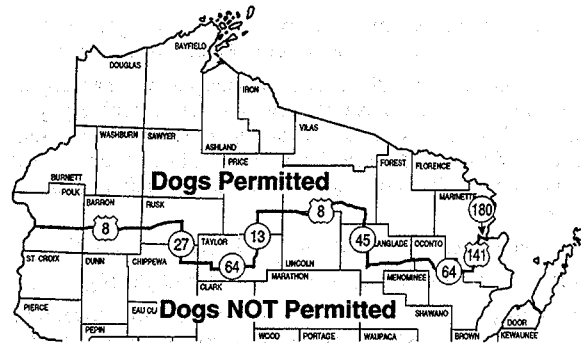 BAYFIELD
DOUGLAS
IRON
VILAS
WASHBURN
SAWYER
ASHLAND
PRICE
FOREST
FLORENCE
BURNETT
POLK
Dogs Permitted
MARINETTE
180
BARRON
RUSK
8
8
27
TAYLOR
13
45
LANGLADE
OCONTO
141
ST CROIX
DUNN
CHIPPEWA
64
LINCOLN
64
MARATHON
MENOMINEE
CLARK
PIERCE
EAU CL
Dogs NOT Permitted
SHAWANO
DOOR
PEPIN
WOOD
PORTAGE
WAUPACA
BROWN
KEWAUNEE